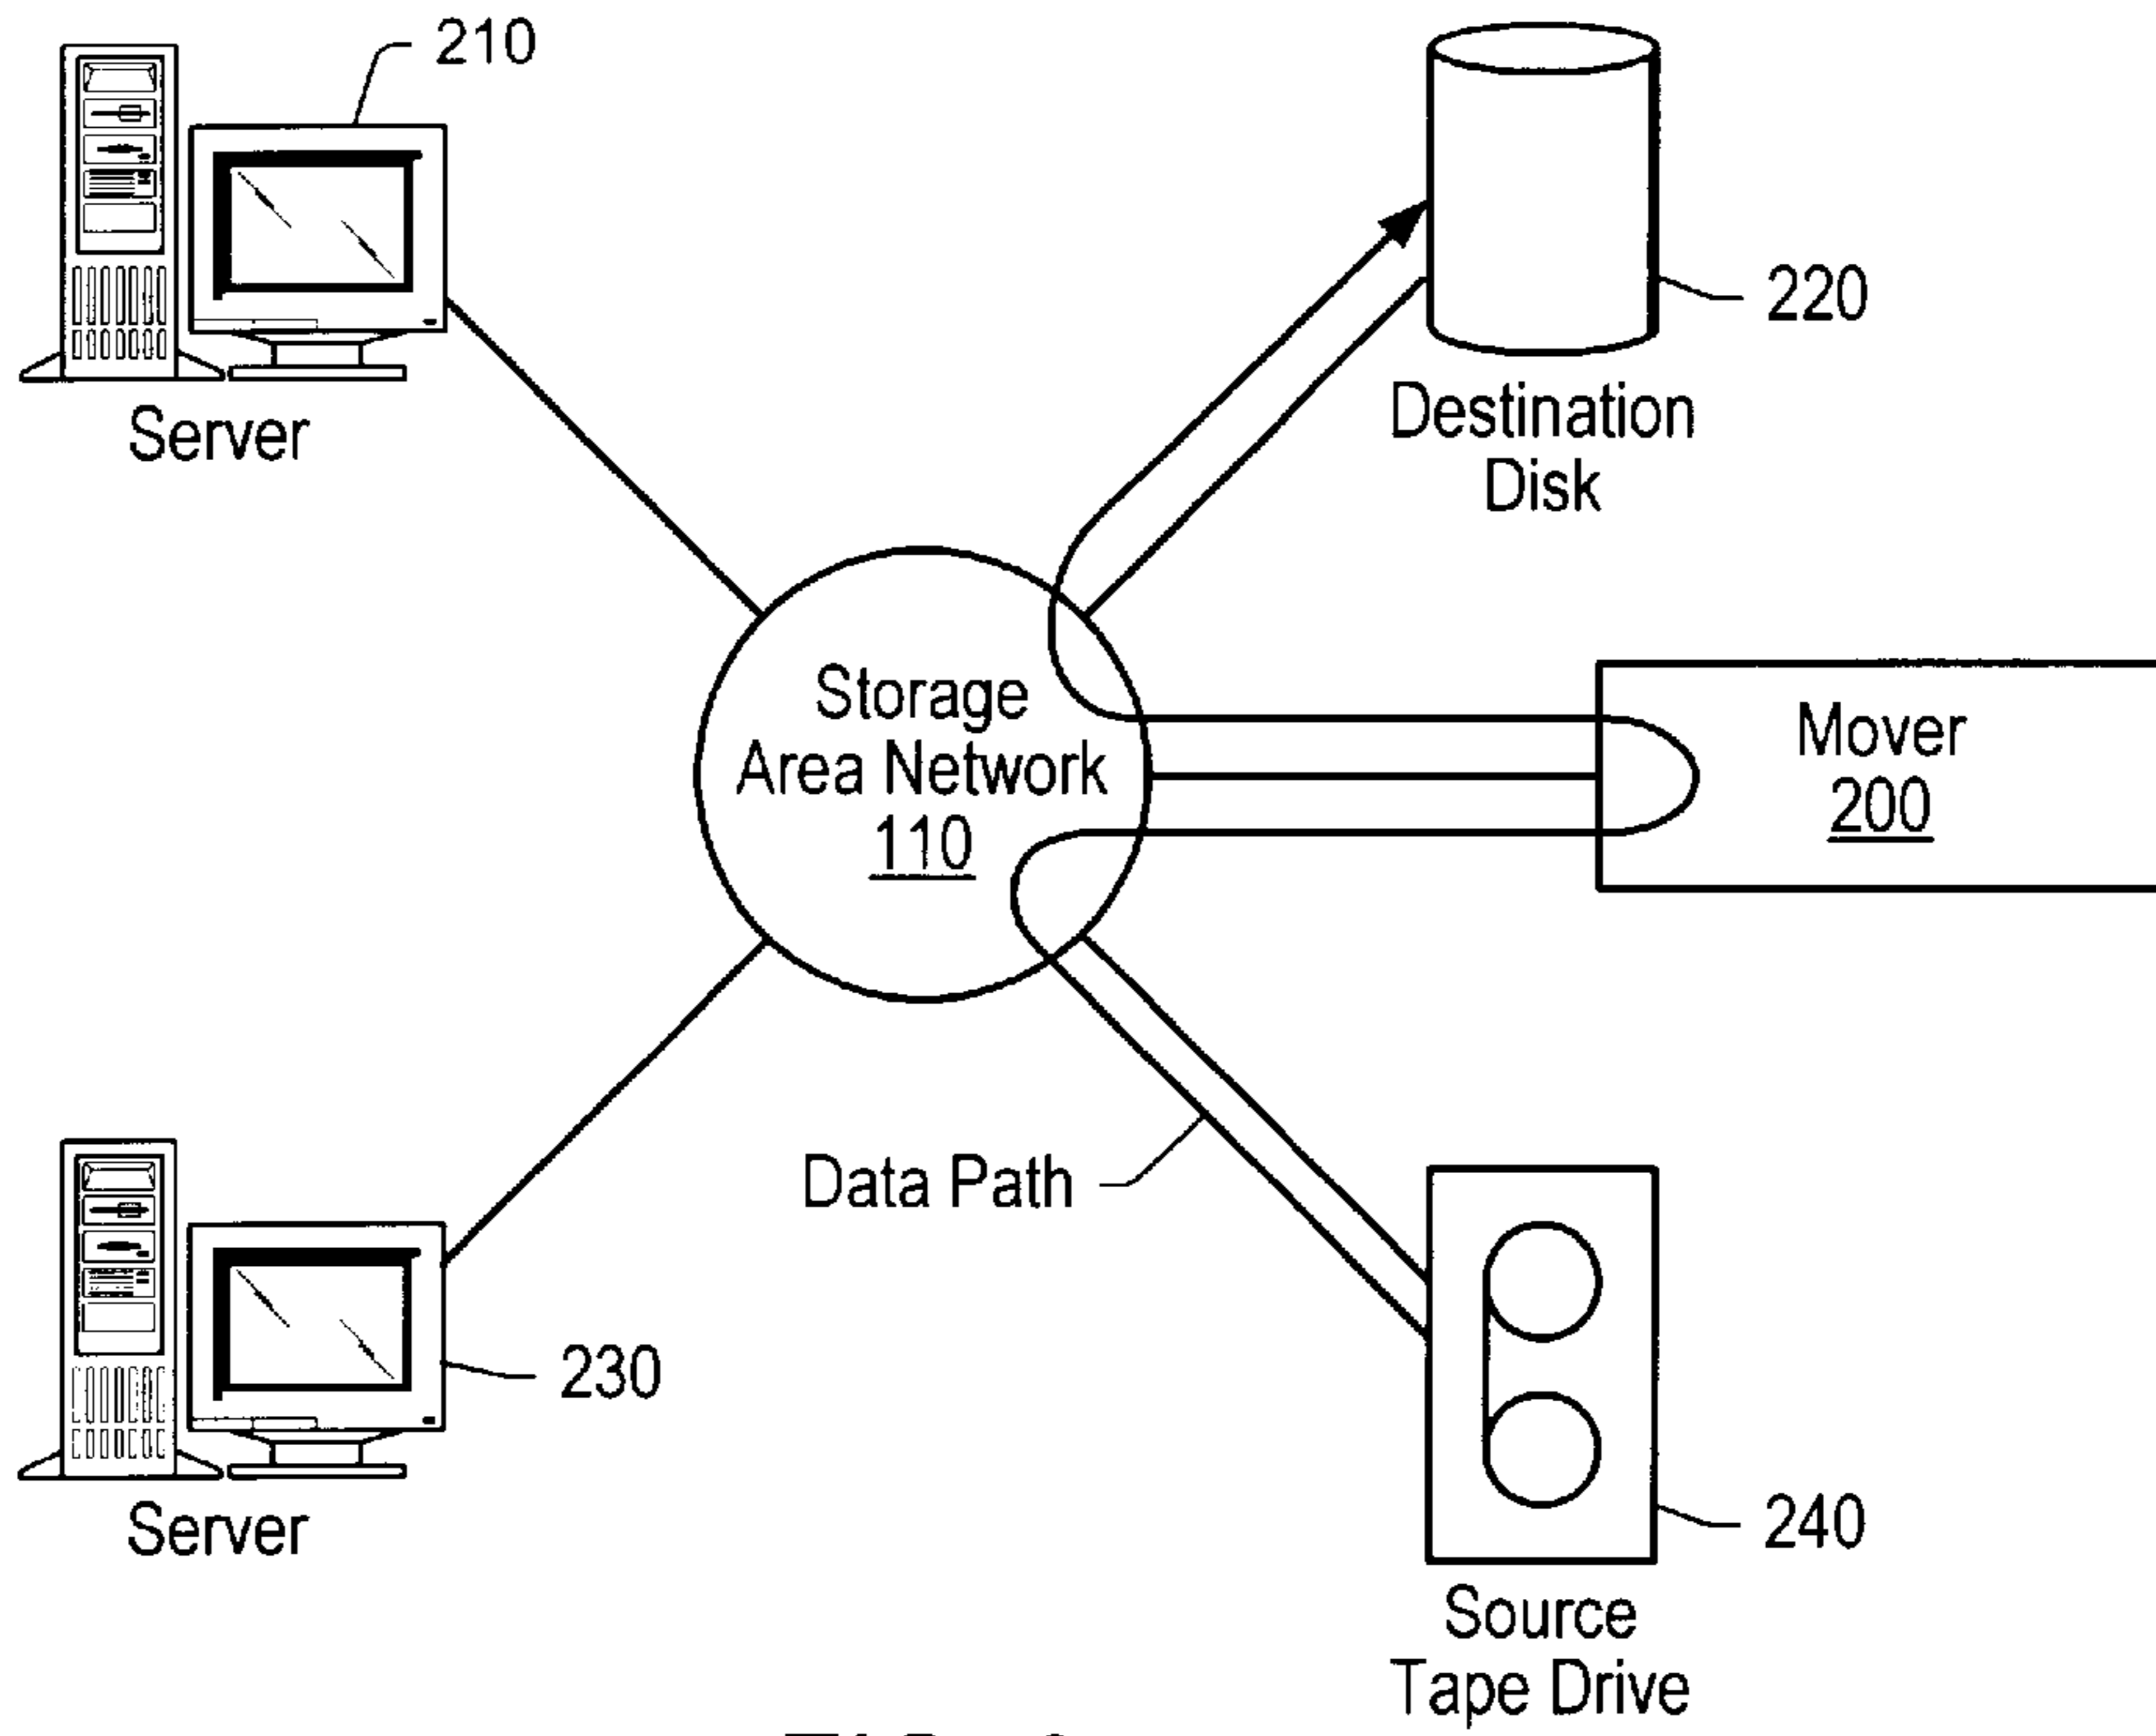 210
Server
220
Destination
Disk
Storage
Area Network
110
Mover
200
Data Path
230
Server
240
Source
Tape Drive